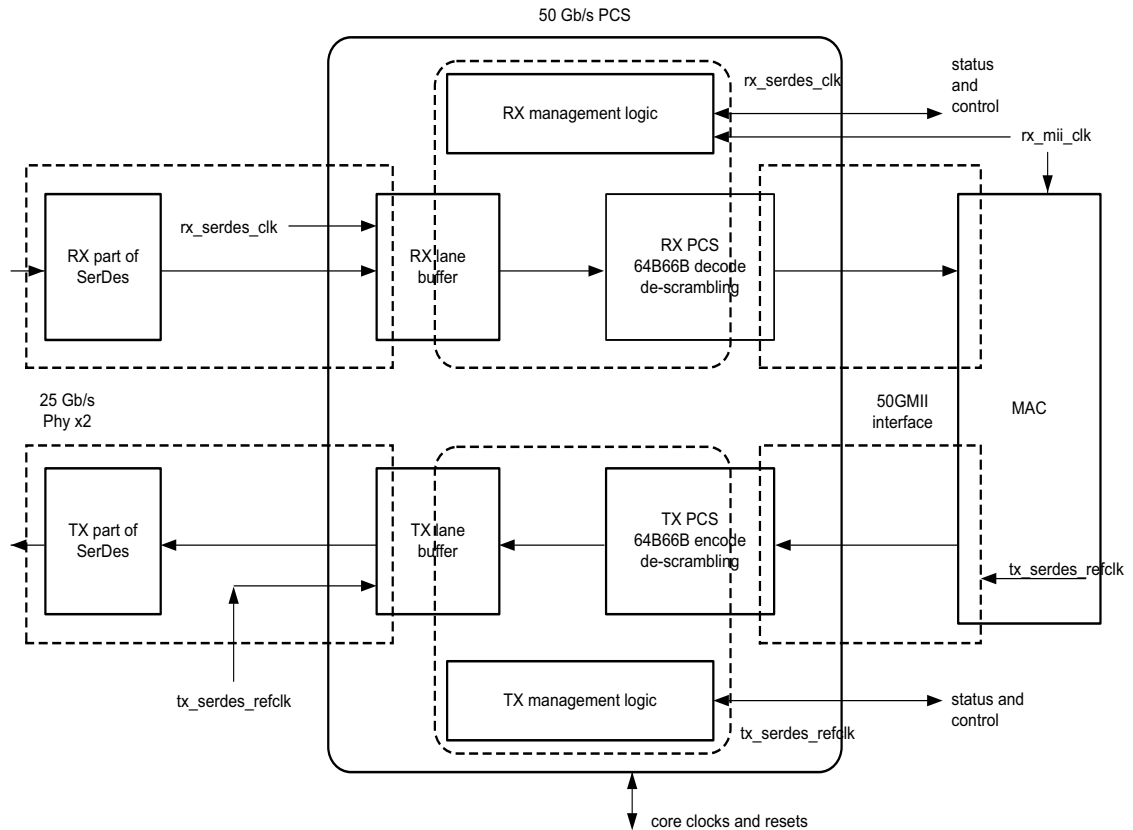 50 Gb/s PCS
rx_serdes_clk
status
and
control
RX management logic
rx_mii_clk
rx_serdes_clk
RX part of
SerDes
RX lane
buffer
RX PCS
64B66B decode
de-scrambling
25 Gb/s
Phy x2
50GMII
interface
MAC
TX part of
SerDes
TX lane
buffer
TX PCS
64B66B encode
de-scrambling
tx_serdes_refclk
tx_serdes_refclk
TX management logic
status and
control
tx_serdes_refclk
core clocks and resets